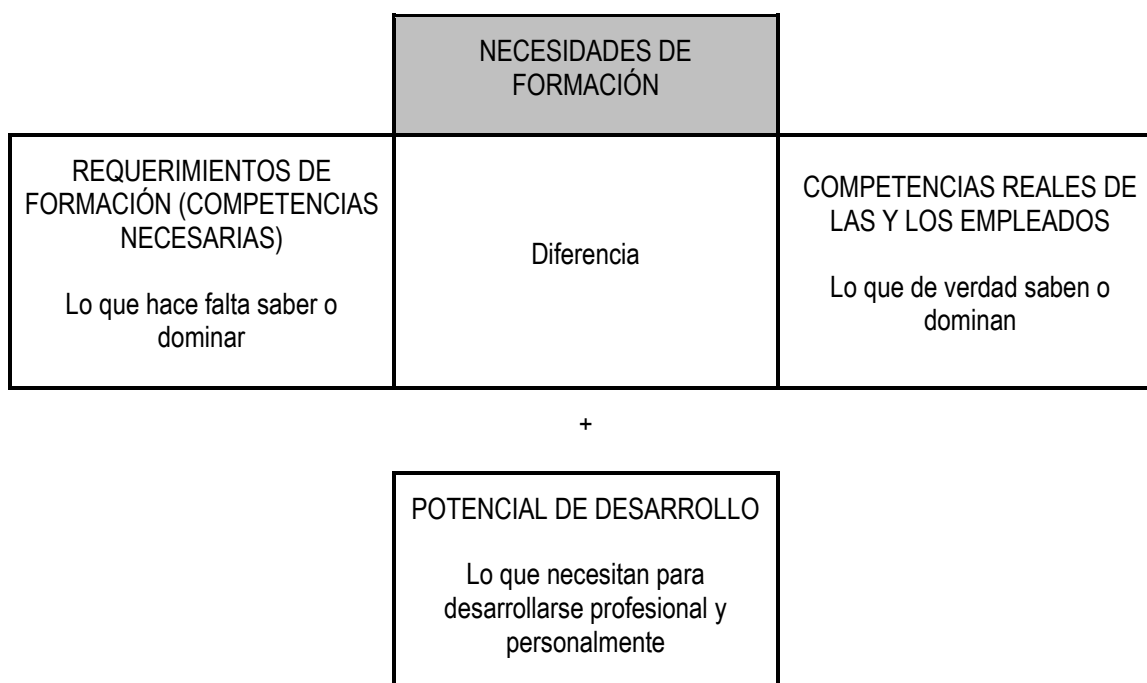 NECESIDADES DE
FORMACIÓN
REQUERIMIENTOS DE
FORMACIÓN (COMPETENCIAS
NECESARIAS)
Lo que hace falta saber o
dominar
Diferencia
COMPETENCIAS REALES DE
LAS Y LOS EMPLEADOS
Lo que de verdad saben o
dominan
+
POTENCIAL DE DESARROLLO
Lo que necesitan para
desarrollarse profesional y
personalmente